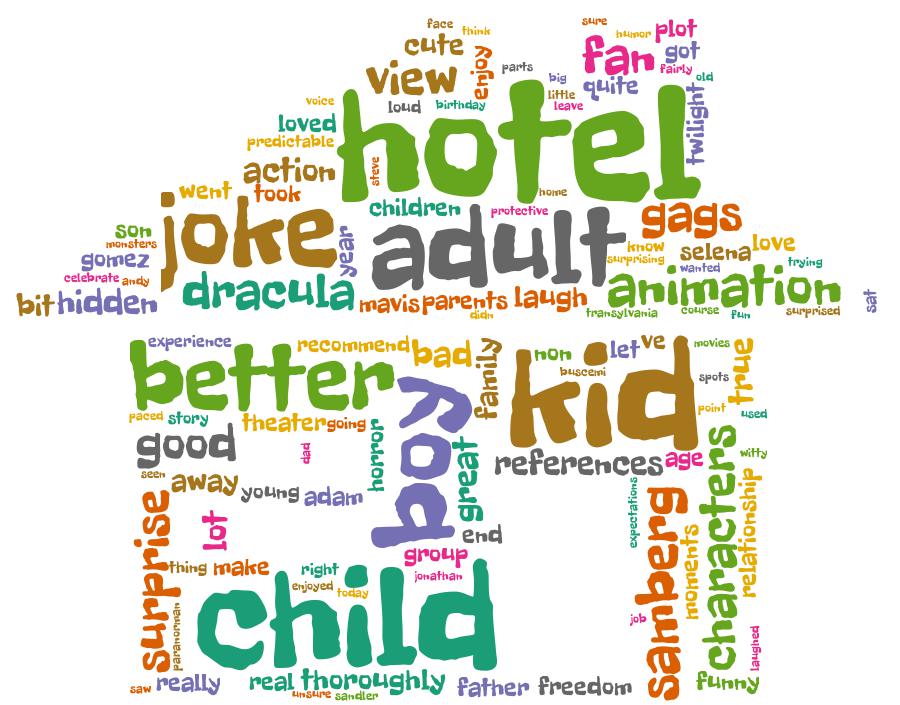 face
think
sure
humor
plot
cute
fan
got
view
enjoy
parts
fairly
old
big
quite
voice
loud
birthday
little
leave
twilight
loved
hotel
predictable
action
steve
went
took
home
joke
children
protective
gags
son
adult
monsters
year
know
selena
love
gomez
surprising
wanted
trying
celebrate
andy
dracula
animation
bit
hidden
mavis
parents
laugh
sat
didn
transylvania
course
fun
surprised
experience
recommend
bad
family
non
let
ve
movies
true
better
kid
buscemi
spots
boy
point
used
paced
story
theater
going
good
dad
horror
great
references
age
characters
witty
seen
away
young
adam
expectations
relationship
surprise
lot
end
samberg
moments
group
thing
make
right
jonathan
enjoyed
today
child
paranorman
job
laughed
saw
really
real
thoroughly
unsure
sandler
father
freedom
funny